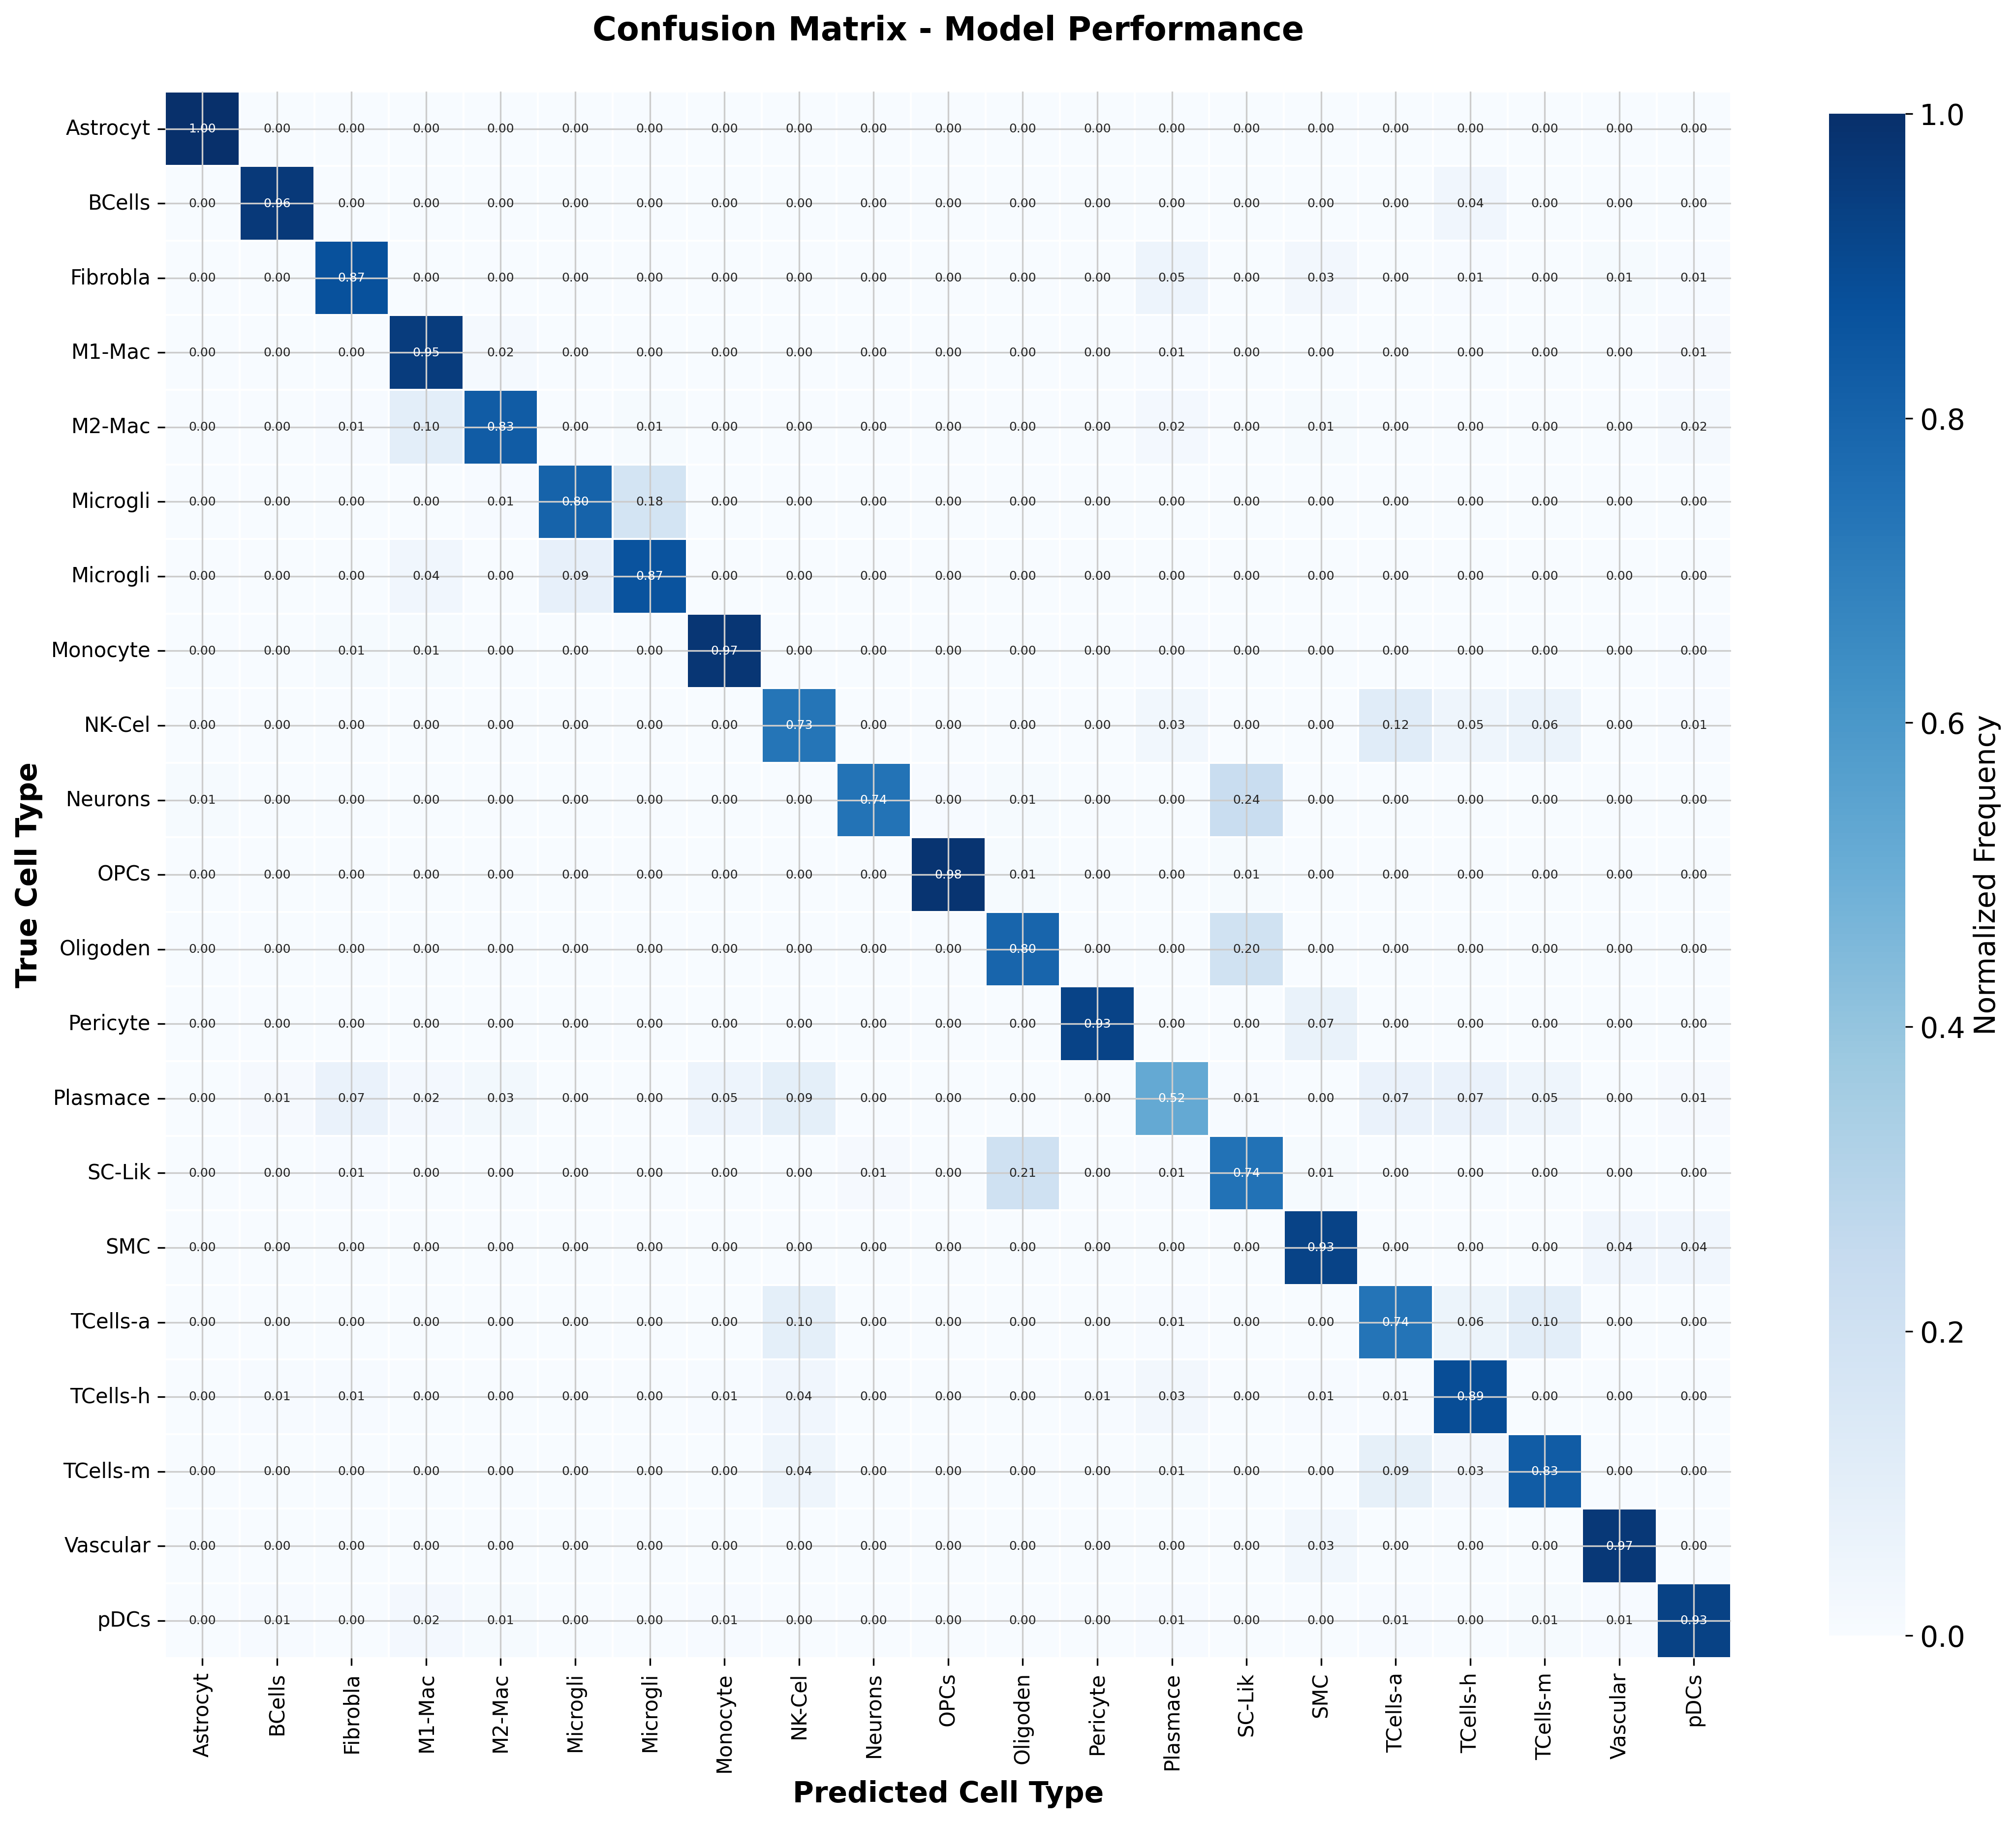 Confusion Matrix - Model Performance
Astrocyt 1.00 0.00 0.00 0.00 0.00 0.00 0.00 0.00 0.00 0.00 0.00 0.00 0.00 0.00 0.00 0.00 0.00 0.00 0.00 0.00 0.00
BCells 0.00 0.96 0.00 0.00 0.00 0.00 0.00 0.00 0.00 0.00 0.00 0.00 0.00 0.00 0.00 0.00 0.00 0.04 0.00 0.00 0.00
Fibrobla 0.00 0.00 0.87 0.00 0.00 0.00 0.00 0.00 0.00 0.00 0.00 0.00 0.00 0.05 0.00 0.03 0.00 0.01 0.00 0.01 0.01
M1-Mac 0.00 0.00 0.00 0.95 0.02 0.00 0.00 0.00 0.00 0.00 0.00 0.00 0.00 0.01 0.00 0.00 0.00 0.00 0.00 0.00 0.01
M2-Mac 0.00 0.00 0.01 0.10 0.83 0.00 0.01 0.00 0.00 0.00 0.00 0.00 0.00 0.02 0.00 0.01 0.00 0.00 0.00 0.00 0.02
Microgli 0.00 0.00 0.00 0.00 0.01 0.80 0.18 0.00 0.00 0.00 0.00 0.00 0.00 0.00 0.00 0.00 0.00 0.00 0.00 0.00 0.00
Microgli 0.00 0.00 0.00 0.04 0.00 0.09 0.87 0.00 0.00 0.00 0.00 0.00 0.00 0.00 0.00 0.00 0.00 0.00 0.00 0.00 0.00
Monocyte 0.00 0.00 0.01 0.01 0.00 0.00 0.00 0.97 0.00 0.00 0.00 0.00 0.00 0.00 0.00 0.00 0.00 0.00 0.00 0.00 0.00
NK-Cel 0.00 0.00 0.00 0.00 0.00 0.00 0.00 0.00 0.73 0.00 0.00 0.00 0.00 0.03 0.00 0.00 0.12 0.05 0.06 0.00 0.01
Neurons 0.01 0.00 0.00 0.00 0.00 0.00 0.00 0.00 0.00 0.74 0.00 0.01 0.00 0.00 0.24 0.00 0.00 0.00 0.00 0.00 0.00
OPCs 0.00 0.00 0.00 0.00 0.00 0.00 0.00 0.00 0.00 0.00 0.98 0.01 0.00 0.00 0.01 0.00 0.00 0.00 0.00 0.00 0.00
Oligoden 0.00 0.00 0.00 0.00 0.00 0.00 0.00 0.00 0.00 0.00 0.00 0.80 0.00 0.00 0.20 0.00 0.00 0.00 0.00 0.00 0.00
Pericyte 0.00 0.00 0.00 0.00 0.00 0.00 0.00 0.00 0.00 0.00 0.00 0.00 0.93 0.00 0.00 0.07 0.00 0.00 0.00 0.00 0.00
Plasmace 0.00 0.01 0.07 0.02 0.03 0.00 0.00 0.05 0.09 0.00 0.00 0.00 0.00 0.52 0.01 0.00 0.07 0.07 0.05 0.00 0.01
SC-Lik 0.00 0.00 0.01 0.00 0.00 0.00 0.00 0.00 0.00 0.01 0.00 0.21 0.00 0.01 0.74 0.01 0.00 0.00 0.00 0.00 0.00
SMC 0.00 0.00 0.00 0.00 0.00 0.00 0.00 0.00 0.00 0.00 0.00 0.00 0.00 0.00 0.00 0.93 0.00 0.00 0.00 0.04 0.04
TCells-a 0.00 0.00 0.00 0.00 0.00 0.00 0.00 0.00 0.10 0.00 0.00 0.00 0.00 0.01 0.00 0.00 0.74 0.06 0.10 0.00 0.00
TCells-h 0.00 0.01 0.01 0.00 0.00 0.00 0.00 0.01 0.04 0.00 0.00 0.00 0.01 0.03 0.00 0.01 0.01 0.89 0.00 0.00 0.00
TCells-m 0.00 0.00 0.00 0.00 0.00 0.00 0.00 0.00 0.04 0.00 0.00 0.00 0.00 0.01 0.00 0.00 0.09 0.03 0.83 0.00 0.00
Vascular 0.00 0.00 0.00 0.00 0.00 0.00 0.00 0.00 0.00 0.00 0.00 0.00 0.00 0.00 0.00 0.03 0.00 0.00 0.00 0.97 0.00
pDCs 0.00 0.01 0.00 0.02 0.01 0.00 0.00 0.01 0.00 0.00 0.00 0.00 0.00 0.01 0.00 0.00 0.01 0.00 0.01 0.01 0.93
Astrocyt BCells Fibrobla M1-Mac M2-Mac Microgli Microgli Monocyte NK-Cel Neurons OPCs Oligoden Pericyte Plasmace SC-Lik SMC TCells-a TCells-h TCells-m Vascular pDCs
Predicted Cell Type
True Cell Type
1.0
0.8
0.6
0.4
0.2
0.0
Normalized Frequency